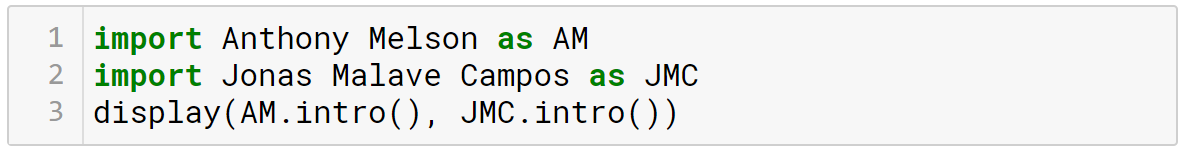 1 import Anthony Melson as AM
2 import Jonas Malave Campos as JMC
3 display(AM.intro(), JMC.intro())